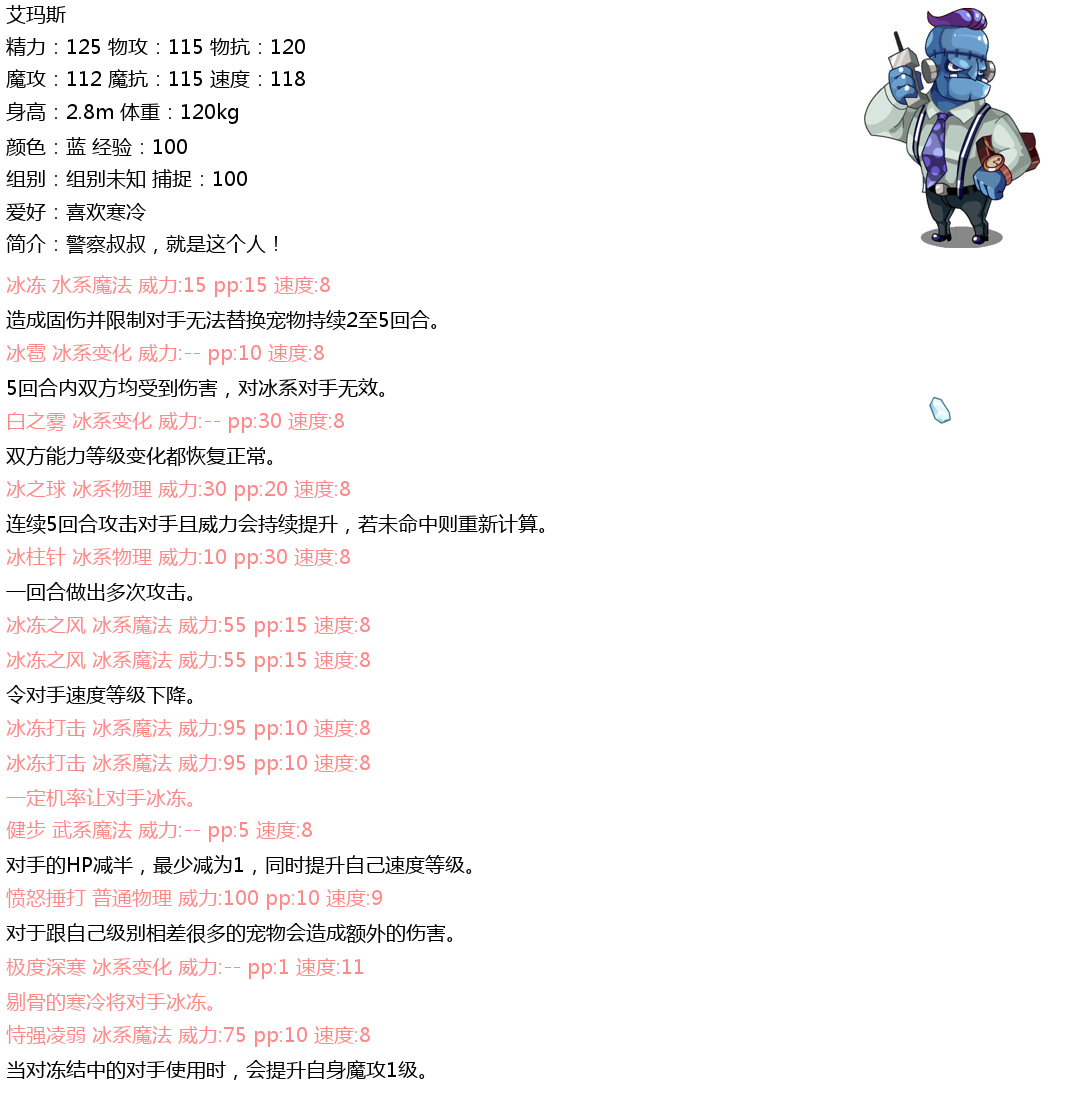 艾玛斯
精力：125 物攻：115 物抗：120
魔攻：112 魔抗：115 速度：118
身高：2.8m 体重：120kg
颜色：蓝 经验：100
组别：组别未知 捕捉：100
爱好：喜欢寒冷
简介：警察叔叔，就是这个人！
冰冻 水系魔法 威力:15 pp:15 速度:8
造成固伤并限制对手无法替换宠物持续2至5回合。
冰雹 冰系变化 威力:-- pp:10 速度:8
5回合内双方均受到伤害，对冰系对手无效。
白之雾 冰系变化 威力:-- pp:30 速度:8
双方能力等级变化都恢复正常。
冰之球 冰系物理 威力:30 pp:20 速度:8
连续5回合攻击对手且威力会持续提升，若未命中则重新计算。
冰柱针 冰系物理 威力:10 pp:30 速度:8
一回合做出多次攻击。
冰冻之风 冰系魔法 威力:55 pp:15 速度:8
冰冻之风 冰系魔法 威力:55 pp:15 速度:8
令对手速度等级下降。
冰冻打击 冰系魔法 威力:95 pp:10 速度:8
冰冻打击 冰系魔法 威力:95 pp:10 速度:8
一定机率让对手冰冻。
健步 武系魔法 威力:-- pp:5 速度:8
对手的HP减半，最少减为1，同时提升自己速度等级。
愤怒捶打 普通物理 威力:100 pp:10 速度:9
对于跟自己级别相差很多的宠物会造成额外的伤害。
极度深寒 冰系变化 威力:-- pp:1 速度:11
剔骨的寒冷将对手冰冻。
恃强凌弱 冰系魔法 威力:75 pp:10 速度:8
当对冻结中的对手使用时，会提升自身魔攻1级。